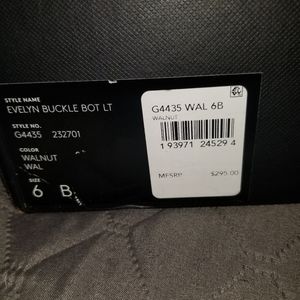 STYLE NAME
EVELYN BUCKLE BOT LT
STYLE NO.
G4435 232701
COLOR
WALNUT
WAL
SIZE
6 B
G4435 WAL 6B
WALNUT
1 93971 24529 4
MFSRP
$295.00